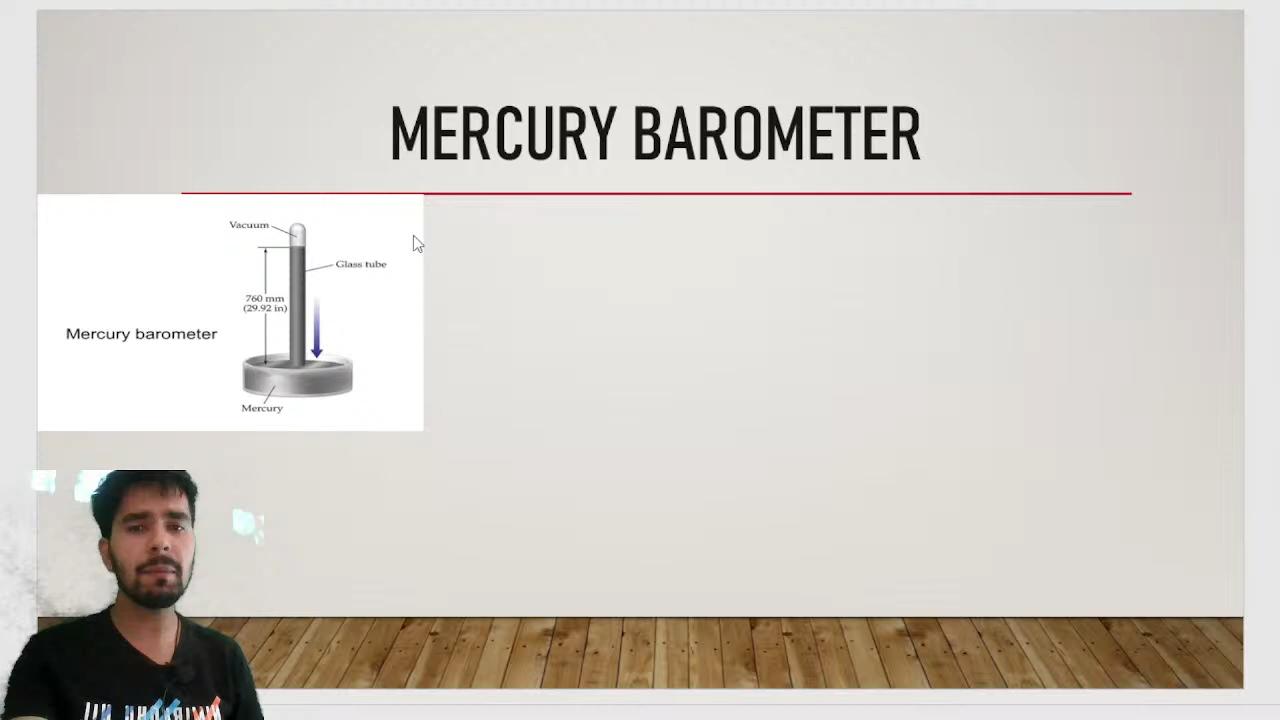 MERCURY BAROMETER
Vacuum
Glass tube
760 mm
(29.92 in)
Mercury barometer
Mercury